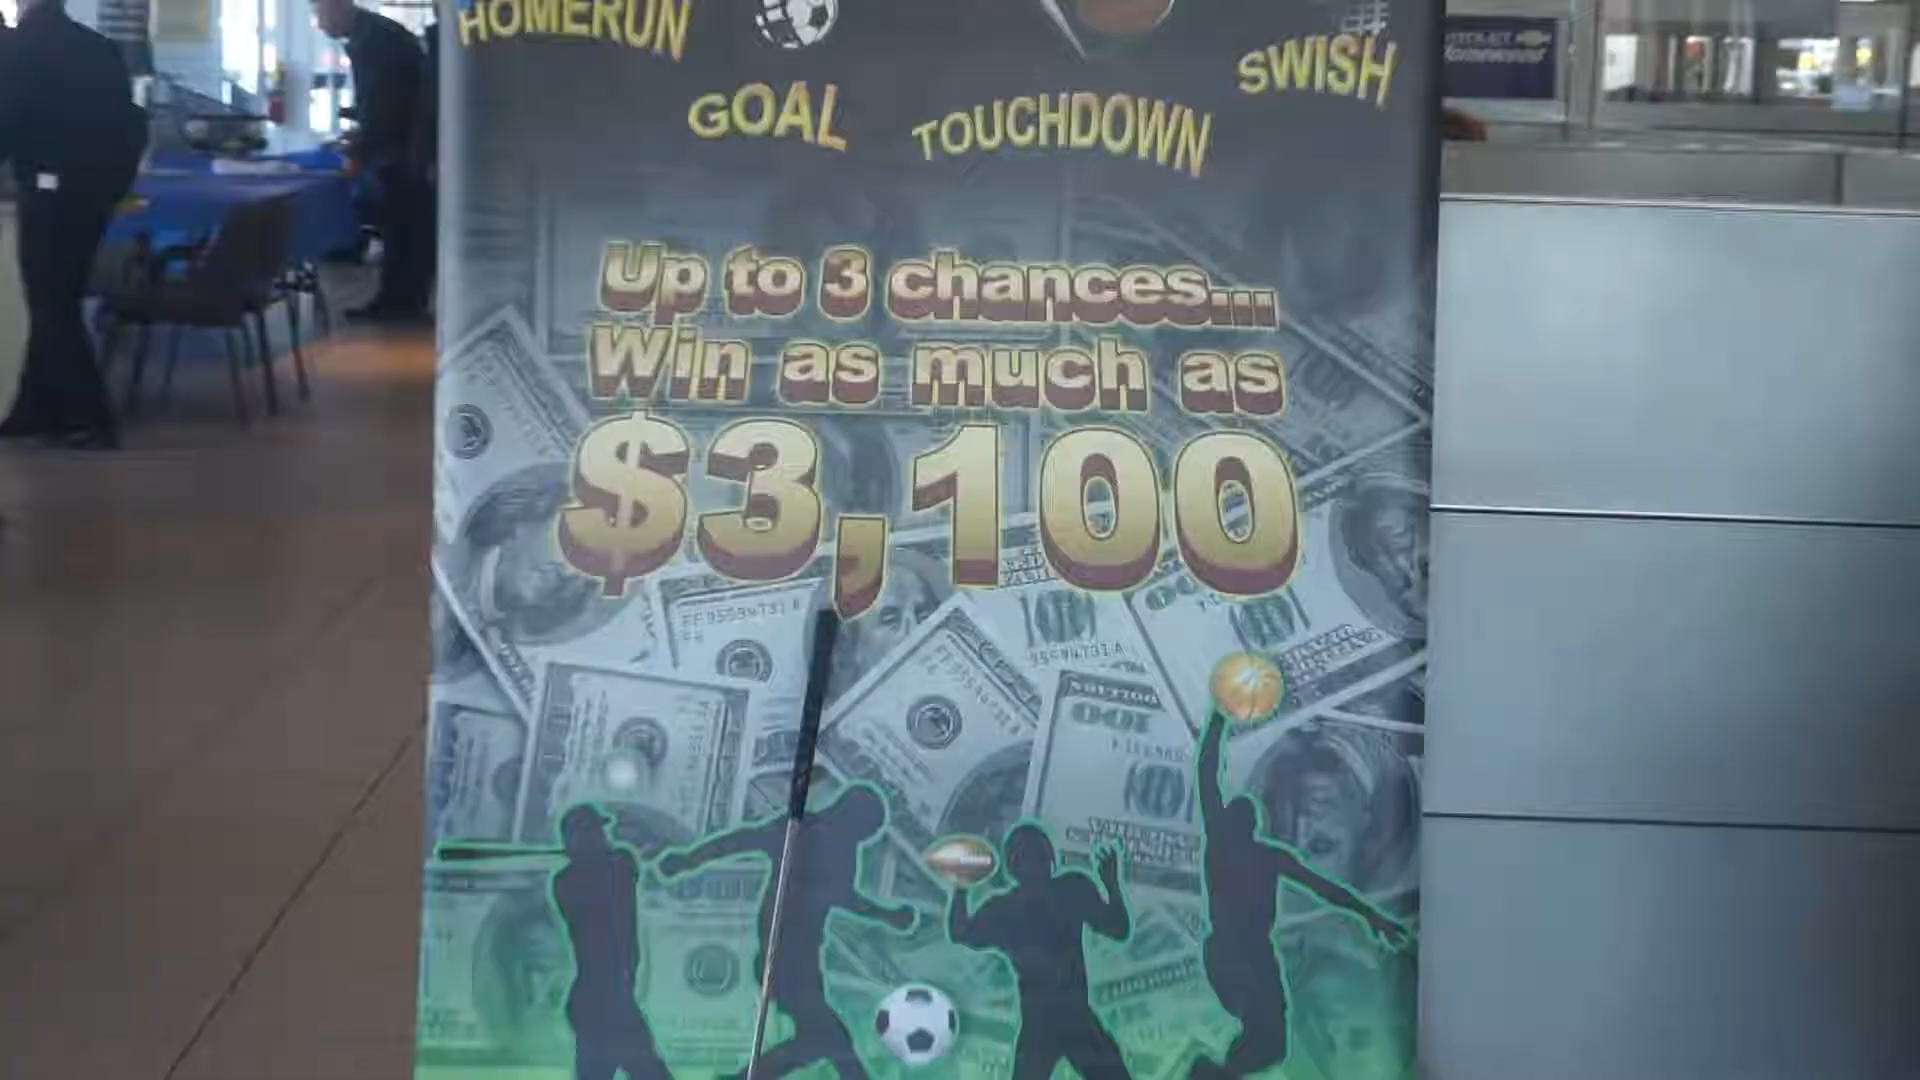 HOMERUN
GOAL
TOUCHDOWN
SWISH
Up to 3 chances...
Win as much as
$3,100